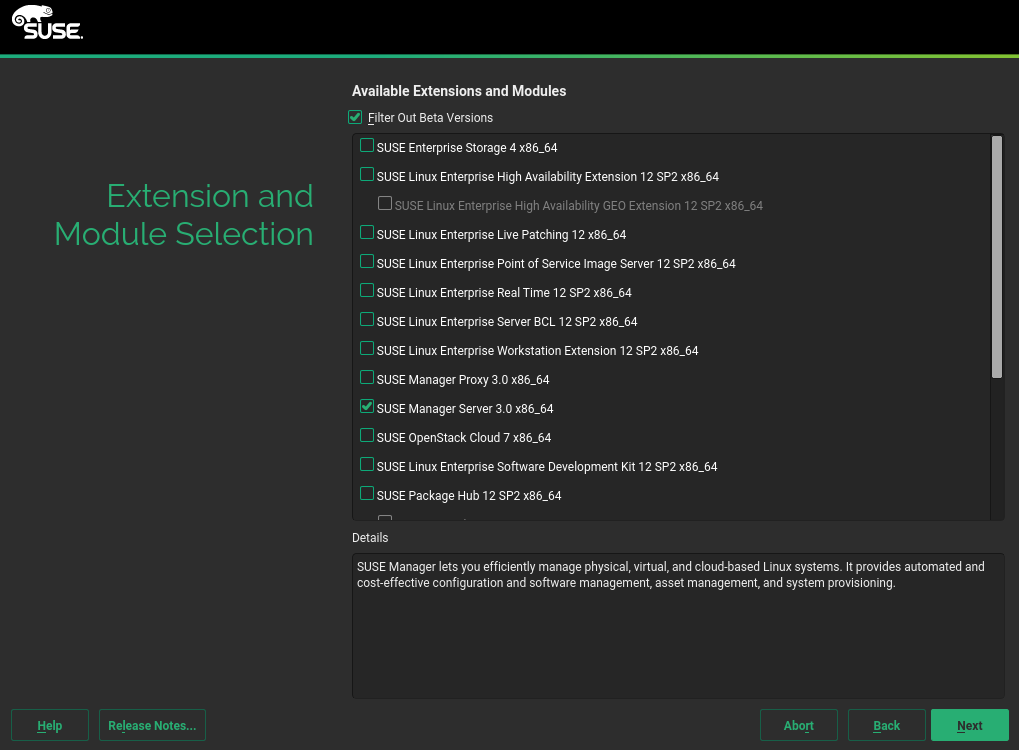 SUSE.
Available Extensions and Modules
Filter Out Beta Versions
SUSE Enterprise Storage 4 x86_64
SUSE Linux Enterprise High Availability Extension 12 SP2 x86_64
SUSE Linux Enterprise High Availability GEO Extension 12 SP2 x86_64
SUSE Linux Enterprise Live Patching 12 x86_64
SUSE Linux Enterprise Point of Service Image Server 12 SP2 x86_64
SUSE Linux Enterprise Real Time 12 SP2 x86_64
SUSE Linux Enterprise Server BCL 12 SP2 x86_64
SUSE Linux Enterprise Workstation Extension 12 SP2 x86_64
SUSE Manager Proxy 3.0 x86_64
SUSE Manager Server 3.0 x86_64
SUSE OpenStack Cloud 7 x86_64
SUSE Linux Enterprise Software Development Kit 12 SP2 x86_64
SUSE Package Hub 12 SP2 x86_64
Extension and
Module Selection
Details
SUSE Manager lets you efficiently manage physical, virtual, and cloud-based Linux systems. It provides automated and
cost-effective configuration and software management, asset management, and system provisioning.
Help
Release Notes...
Abort
Back
Next